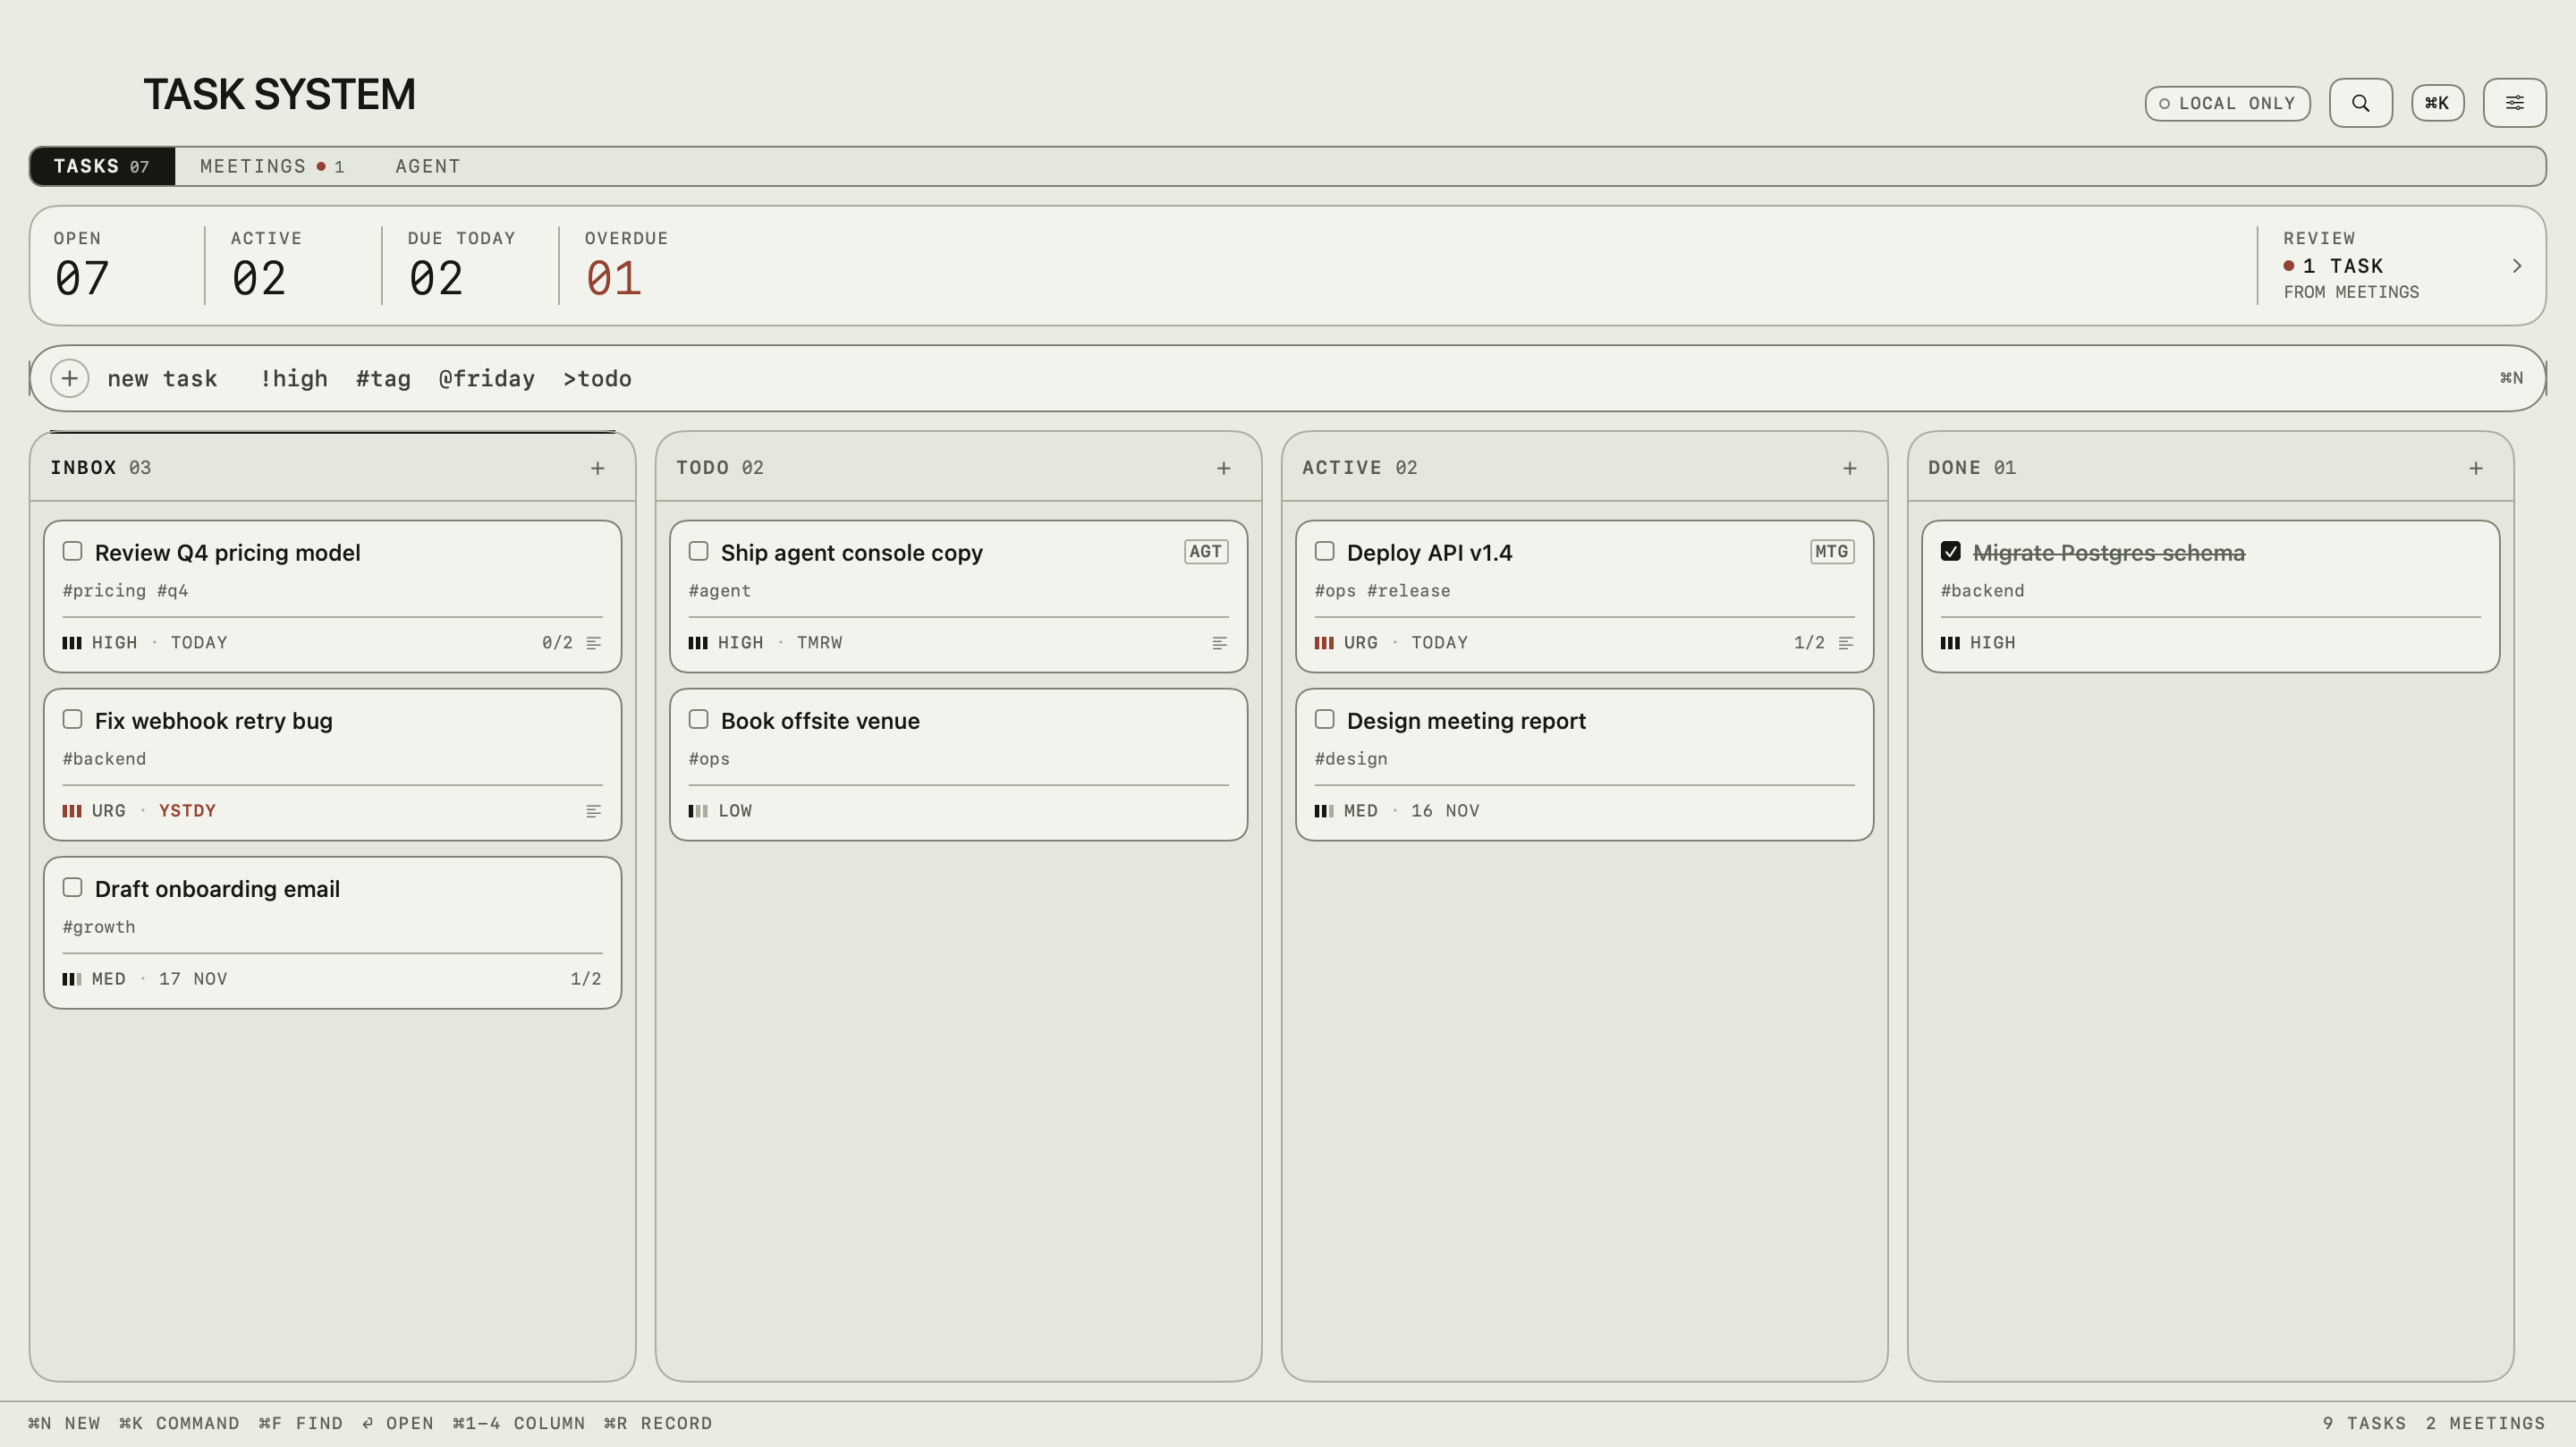 TASK SYSTEM
LOCAL ONLY
⌘K
TASKS 07
MEETINGS 1
AGENT
OPEN
07
ACTIVE
02
DUE TODAY
02
OVERDUE
01
REVIEW
1 TASK
FROM MEETINGS
new task !high #tag @friday >todo
⌘N
INBOX 03
Review Q4 pricing model
#pricing #q4
HIGH · TODAY 0/2
Fix webhook retry bug
#backend
URG · YSTDY
Draft onboarding email
#growth
MED · 17 NOV 1/2
TODO 02
Ship agent console copy AGT
#agent
HIGH · TMRW
Book offsite venue
#ops
LOW
ACTIVE 02
Deploy API v1.4 MTG
#ops #release
URG · TODAY 1/2
Design meeting report
#design
MED · 16 NOV
DONE 01
Migrate Postgres schema
#backend
HIGH
⌘N NEW ⌘K COMMAND ⌘F FIND ⏎ OPEN ⌘1–4 COLUMN ⌘R RECORD
9 TASKS 2 MEETINGS